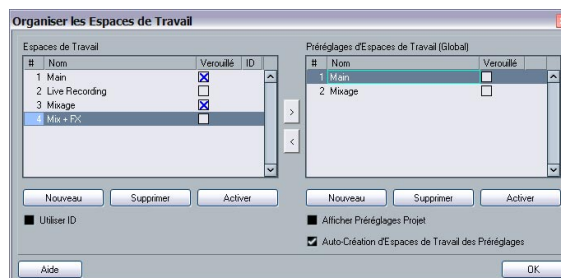 Organiser les Espaces de Travail
Espaces de Travail
# Nom Verouillé ID
1 Main
2 Live Recording
3 Mixage
4 Mix + FX
Nouveau Supprimer Activer
Utiliser ID
>
<
Préréglages d'Espaces de Travail (Global)
# Nom Verouillé
1 Main
2 Mixage
Nouveau Supprimer Activer
Afficher Préréglages Projet
Auto-Création d'Espaces de Travail des Préréglages
Aide OK